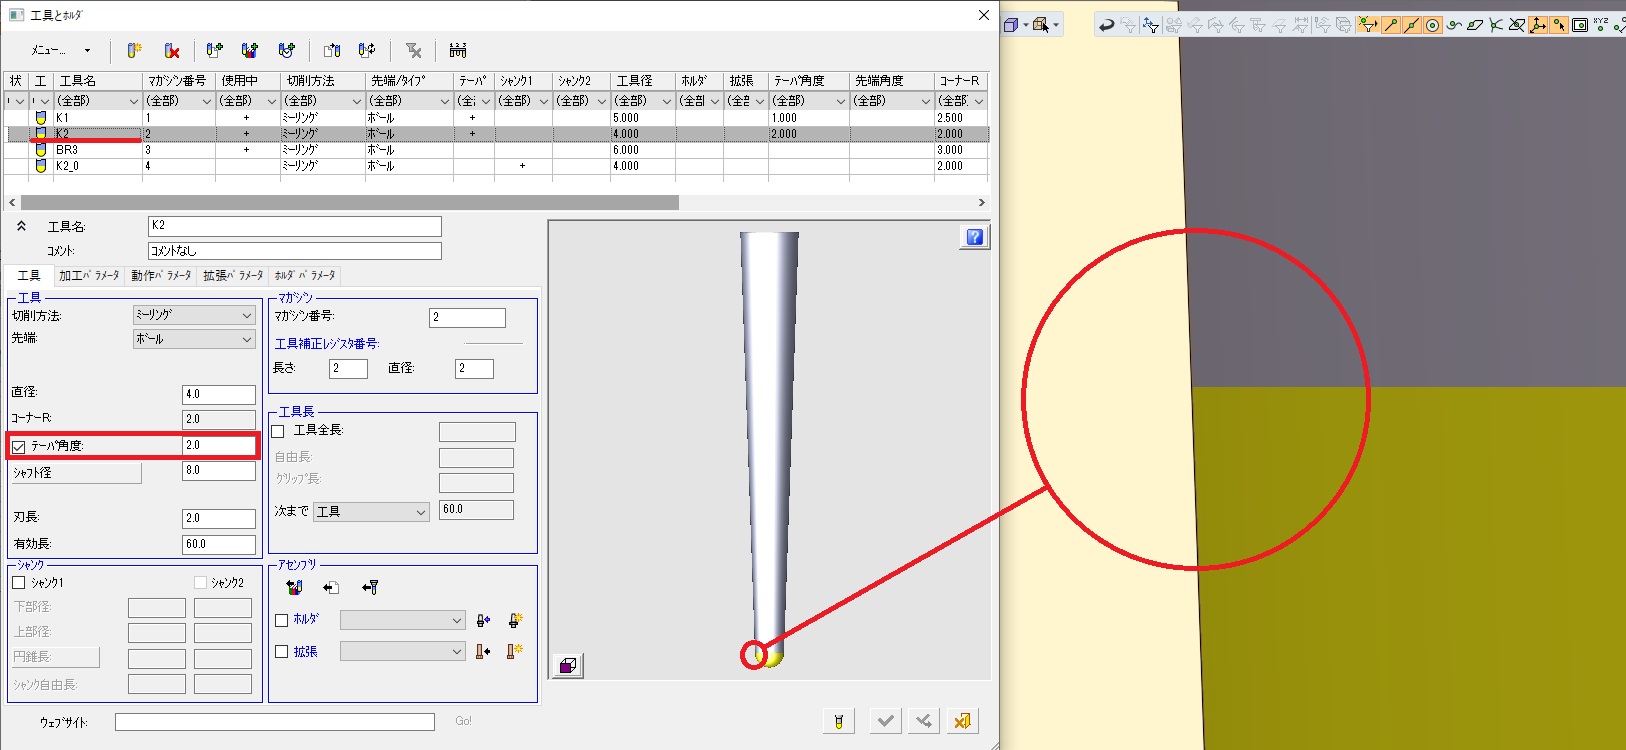 工具とﾎﾙﾀﾞ
ﾒﾆｭｰ...
状 工 工具名 ﾏｶﾞｼﾞﾝ番号 使用中 切削方法 先端/ﾀｲﾌﾟ ﾃｰﾊﾟ ｼｬﾝｸ1 ｼｬﾝｸ2 工具径 ﾎﾙﾀﾞ 拡張 ﾃｰﾊﾟ角度 先端角度 ｺｰﾅｰR
(全部) (全部) (全部) (全部) (全部) (全 (全部) (全部) (全部) (全部 (全部 (全部) (全部) (全部
K1 1 + ﾐｰﾘﾝｸﾞ ﾎﾞｰﾙ + 5.000 1.000 2.500
K2 2 + ﾐｰﾘﾝｸﾞ ﾎﾞｰﾙ + 4.000 2.000 2.000
BR3 3 + ﾐｰﾘﾝｸﾞ ﾎﾞｰﾙ 6.000 3.000
K2_0 4 ﾐｰﾘﾝｸﾞ ﾎﾞｰﾙ + 4.000 2.000
工具名: K2
ｺﾒﾝﾄ: ｺﾒﾝﾄなし
工具 加工ﾊﾟﾗﾒｰﾀ 動作ﾊﾟﾗﾒｰﾀ 拡張ﾊﾟﾗﾒｰﾀ ﾎﾙﾀﾞﾊﾟﾗﾒｰﾀ
工具
切削方法: ﾐｰﾘﾝｸﾞ
先端: ﾎﾞｰﾙ
直径: 4.0
ｺｰﾅｰR: 2.0
ﾃｰﾊﾟ角度: 2.0
ｼｬﾌﾄ径 8.0
刃長: 2.0
有効長: 60.0
ｼｬﾝｸ
ｼｬﾝｸ1 ｼｬﾝｸ2
下部径:
上部径:
円錐長:
ｼｬﾝｸ自由長:
ﾏｶﾞｼﾞﾝ
ﾏｶﾞｼﾞﾝ番号: 2
工具補正ﾚｼﾞｽﾀ番号:
長さ: 2 直径: 2
工具長
工具全長:
自由長:
ｸﾘｯﾌﾟ長:
次まで 工具 60.0
ｱｾﾝﾌﾞﾘ
ﾎﾙﾀﾞ
拡張
ｳｪﾌﾞｻｲﾄ: Go!
?
XYZ